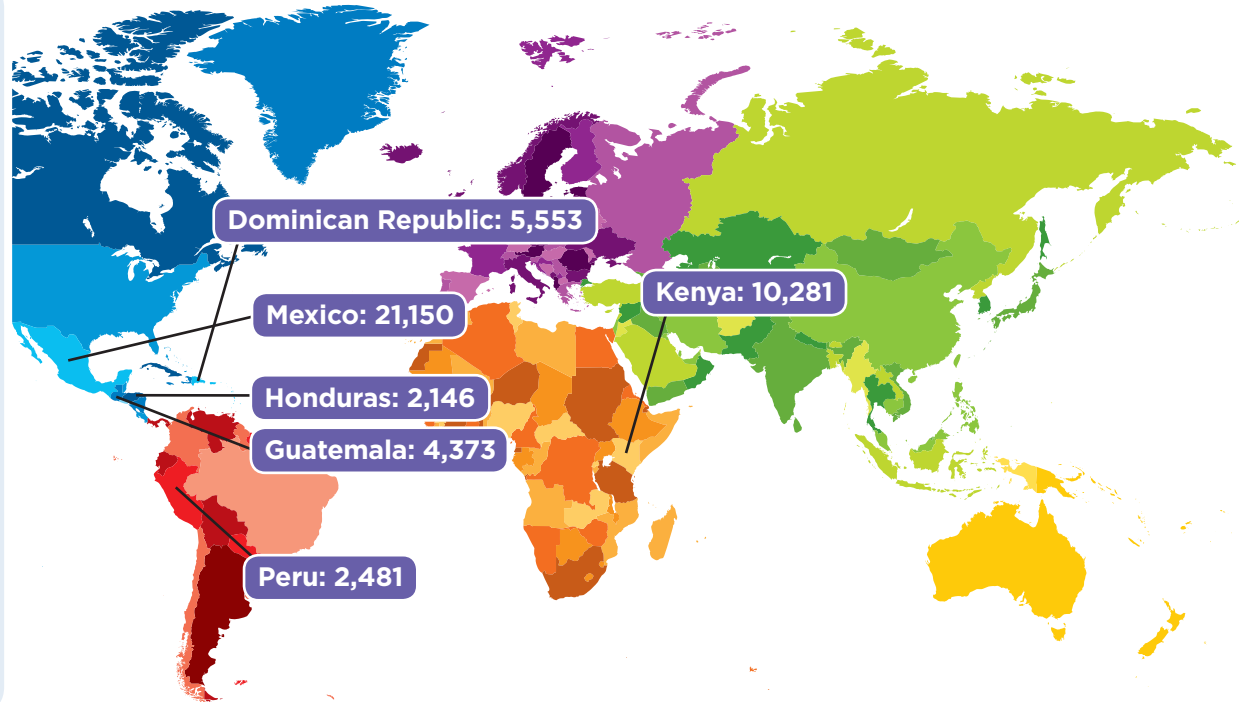 Dominican Republic: 5,553
Kenya: 10,281
Mexico: 21,150
Honduras: 2,146
Guatemala: 4,373
Peru: 2,481